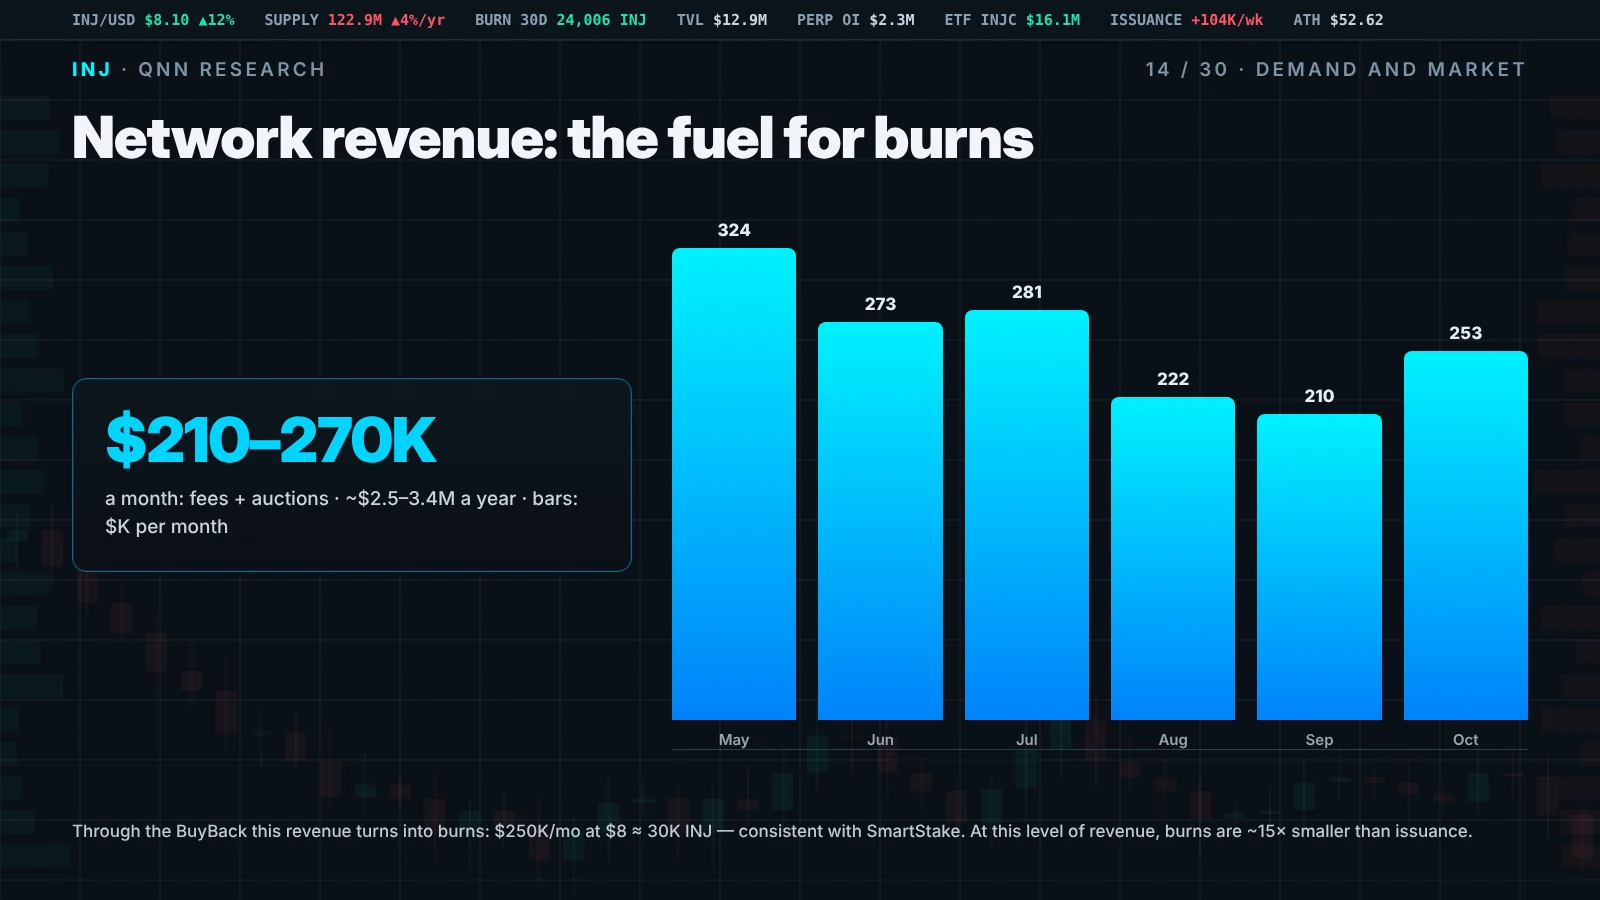 INJ/USD $8.10 ▲12% SUPPLY 122.9M ▲4%/yr BURN 30D 24,006 INJ TVL $12.9M PERP OI $2.3M ETF INJC $16.1M ISSUANCE +104K/wk ATH $52.62
INJ · QNN RESEARCH
14 / 30 · DEMAND AND MARKET
Network revenue: the fuel for burns
$210–270K
a month: fees + auctions · ~$2.5–3.4M a year · bars:
$K per month
324
273
281
222
210
253
May
Jun
Jul
Aug
Sep
Oct
Through the BuyBack this revenue turns into burns: $250K/mo at $8 ≈ 30K INJ — consistent with SmartStake. At this level of revenue, burns are ~15× smaller than issuance.